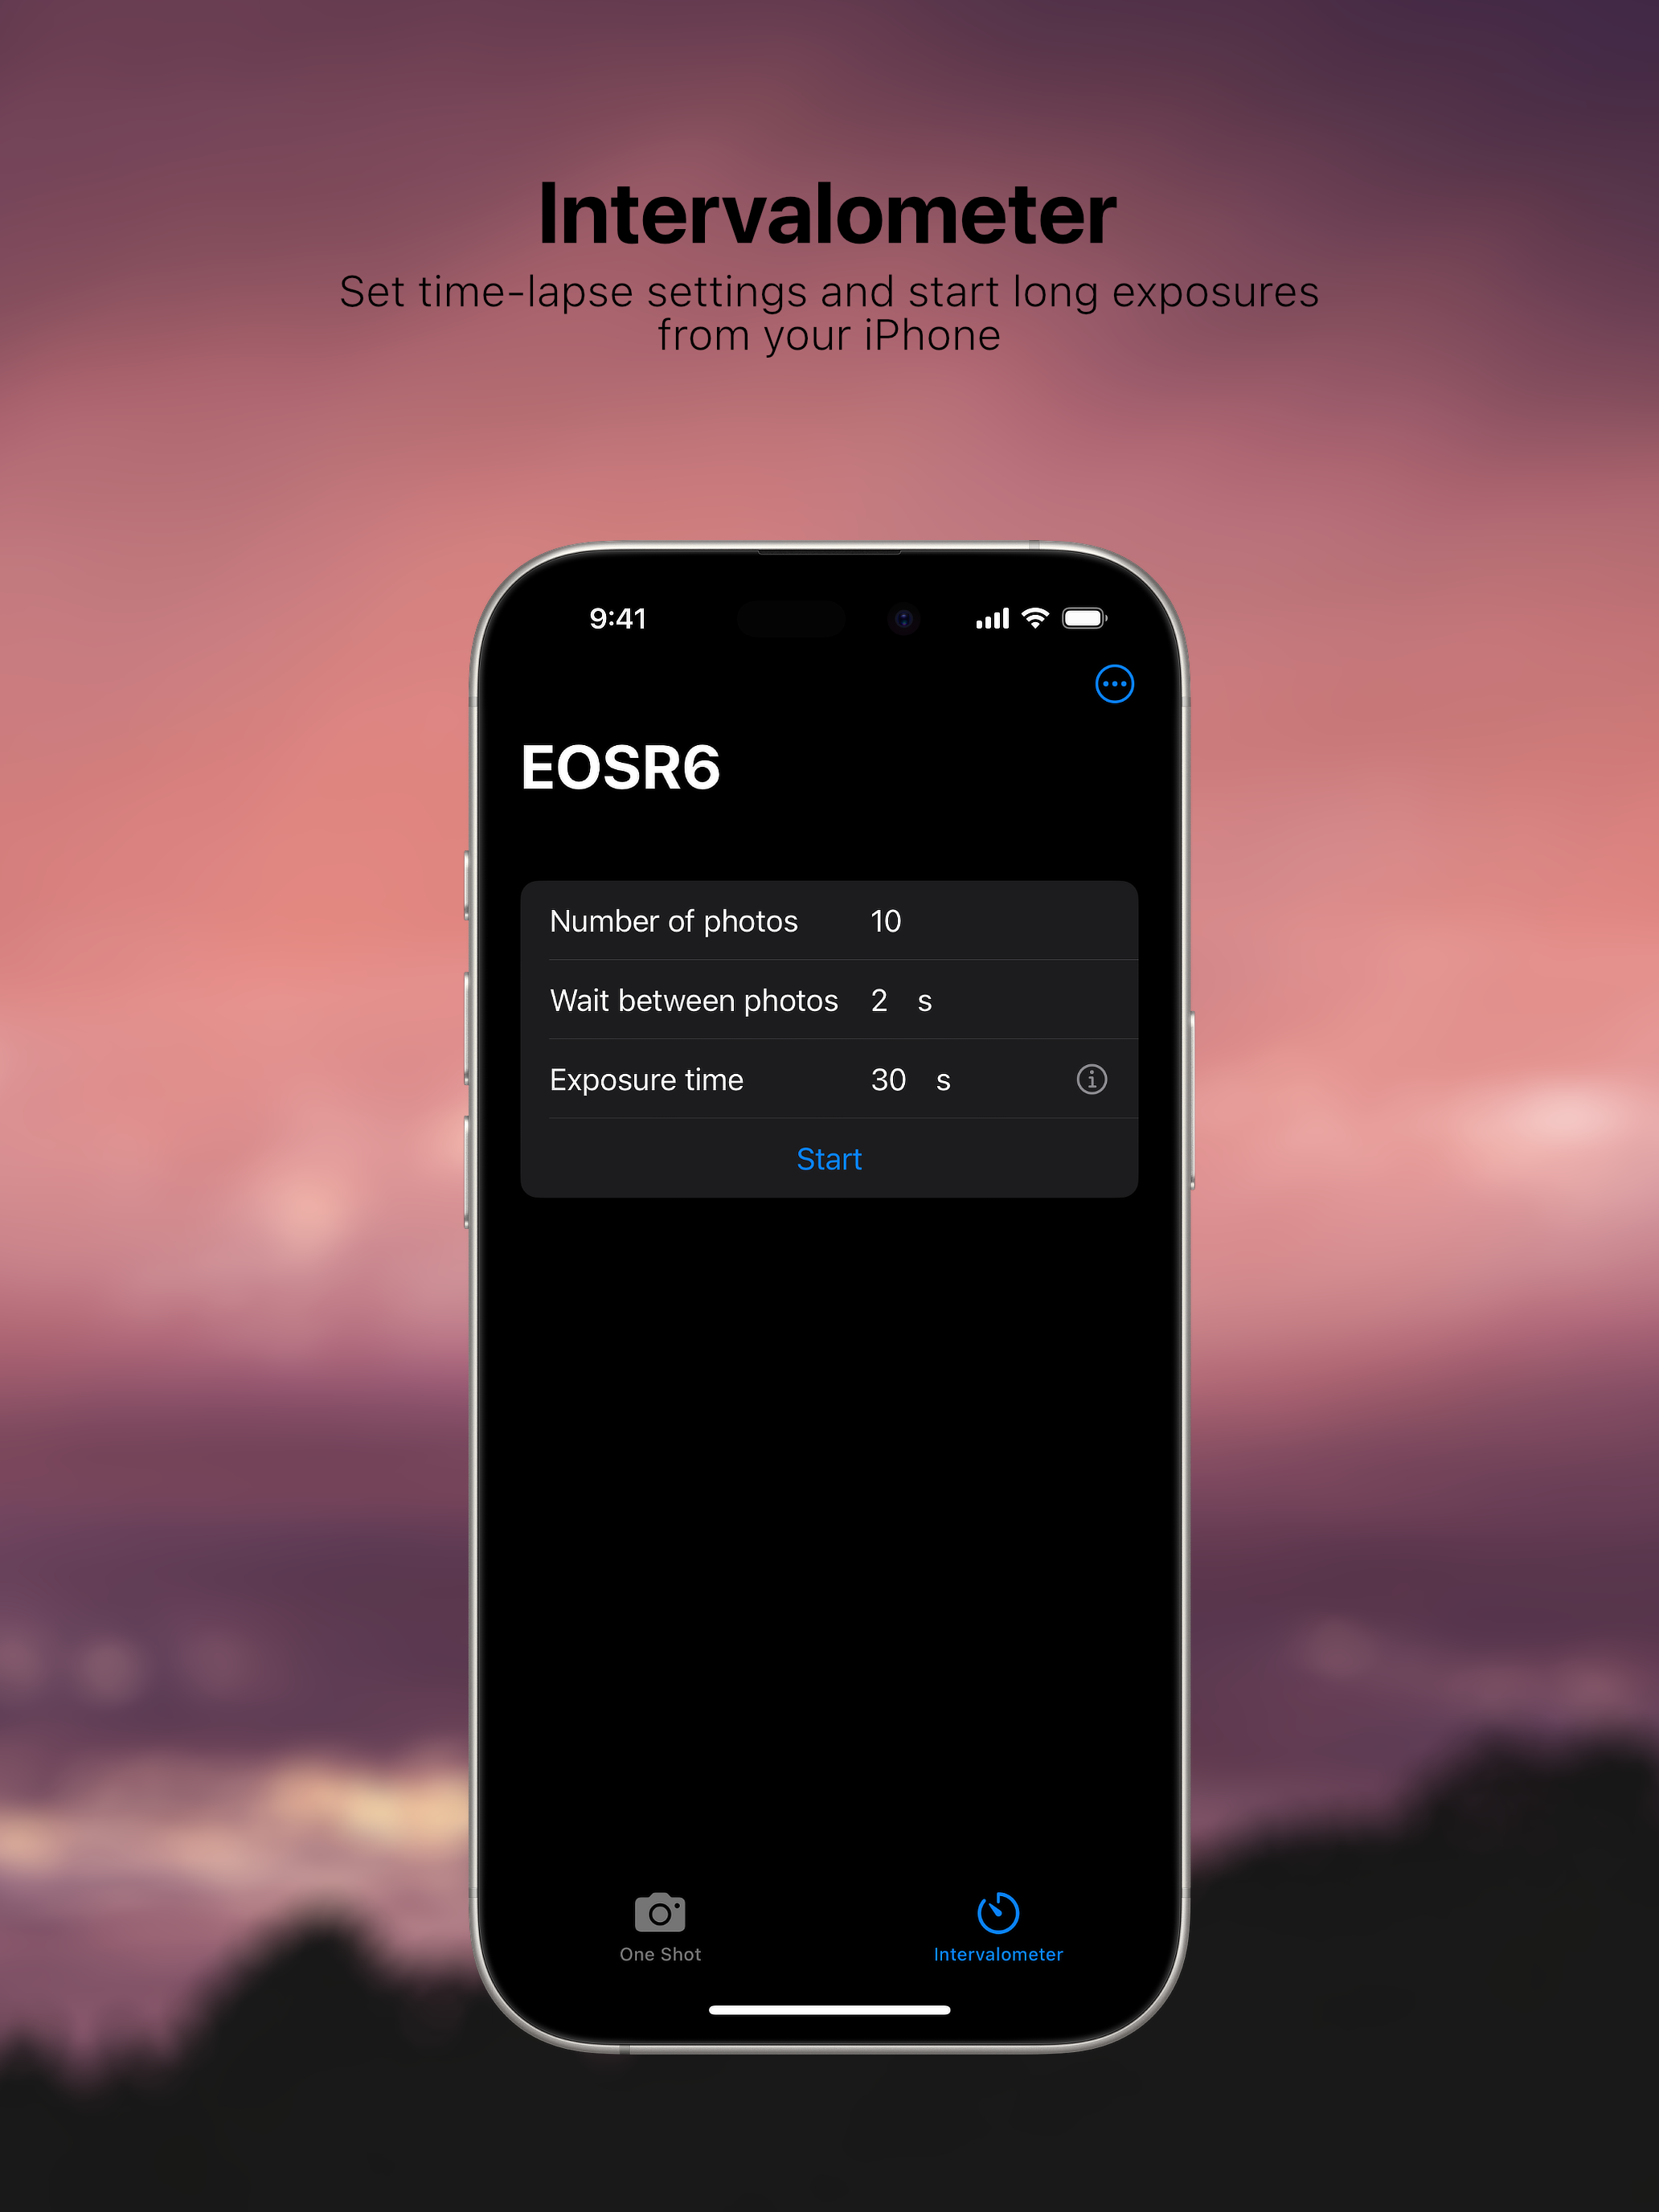 Intervalometer
Set time-lapse settings and start long exposures
from your iPhone
9:41
EOSR6
Number of photos 10
Wait between photos 2 s
Exposure time 30 s
Start
One Shot Intervalometer